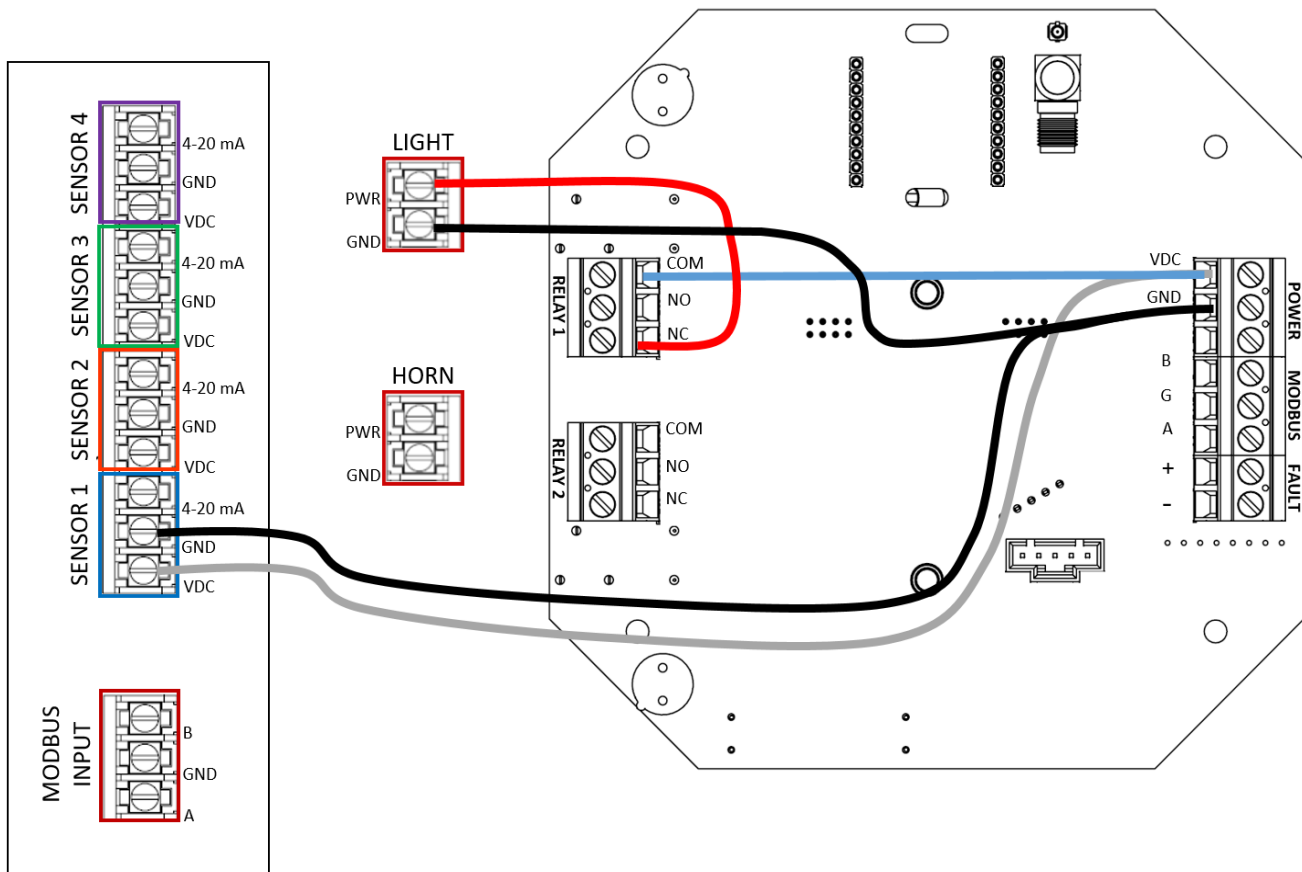 SENSOR 4
4-20 mA
GND
VDC
SENSOR 3
4-20 mA
GND
VDC
SENSOR 2
4-20 mA
GND
VDC
SENSOR 1
4-20 mA
GND
VDC
MODBUS
INPUT
B
GND
A
LIGHT
PWR
GND
HORN
PWR
GND
RELAY 1
COM
NO
NC
RELAY 2
COM
NO
NC
VDC
GND
POWER
B
G
A
MODBUS
+
-
FAULT